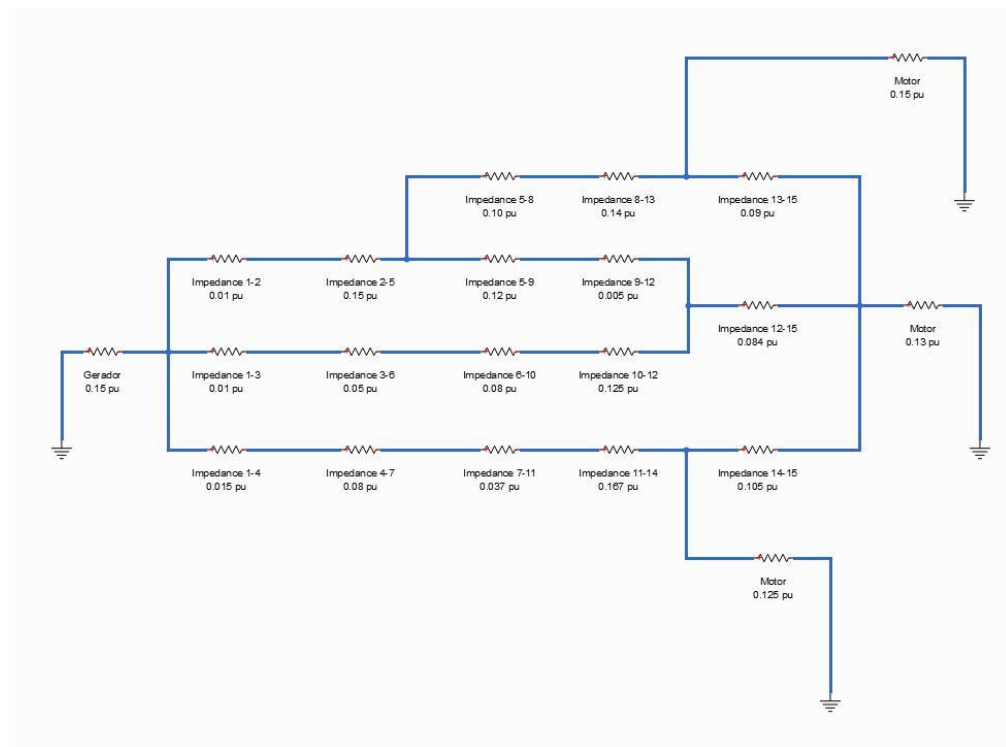 Motor
0.15 pu
Impedance 5-8
0.10 pu
Impedance 8-13
0.14 pu
Impedance 13-15
0.09 pu
Impedance 1-2
0.01 pu
Impedance 2-5
0.15 pu
Impedance 5-9
0.12 pu
Impedance 9-12
0.005 pu
Impedance 12-15
0.084 pu
Motor
0.13 pu
Gerador
0.15 pu
Impedance 1-3
0.01 pu
Impedance 3-6
0.05 pu
Impedance 6-10
0.08 pu
Impedance 10-12
0.125 pu
Impedance 1-4
0.015 pu
Impedance 4-7
0.08 pu
Impedance 7-11
0.037 pu
Impedance 11-14
0.167 pu
Impedance 14-15
0.105 pu
Motor
0.125 pu